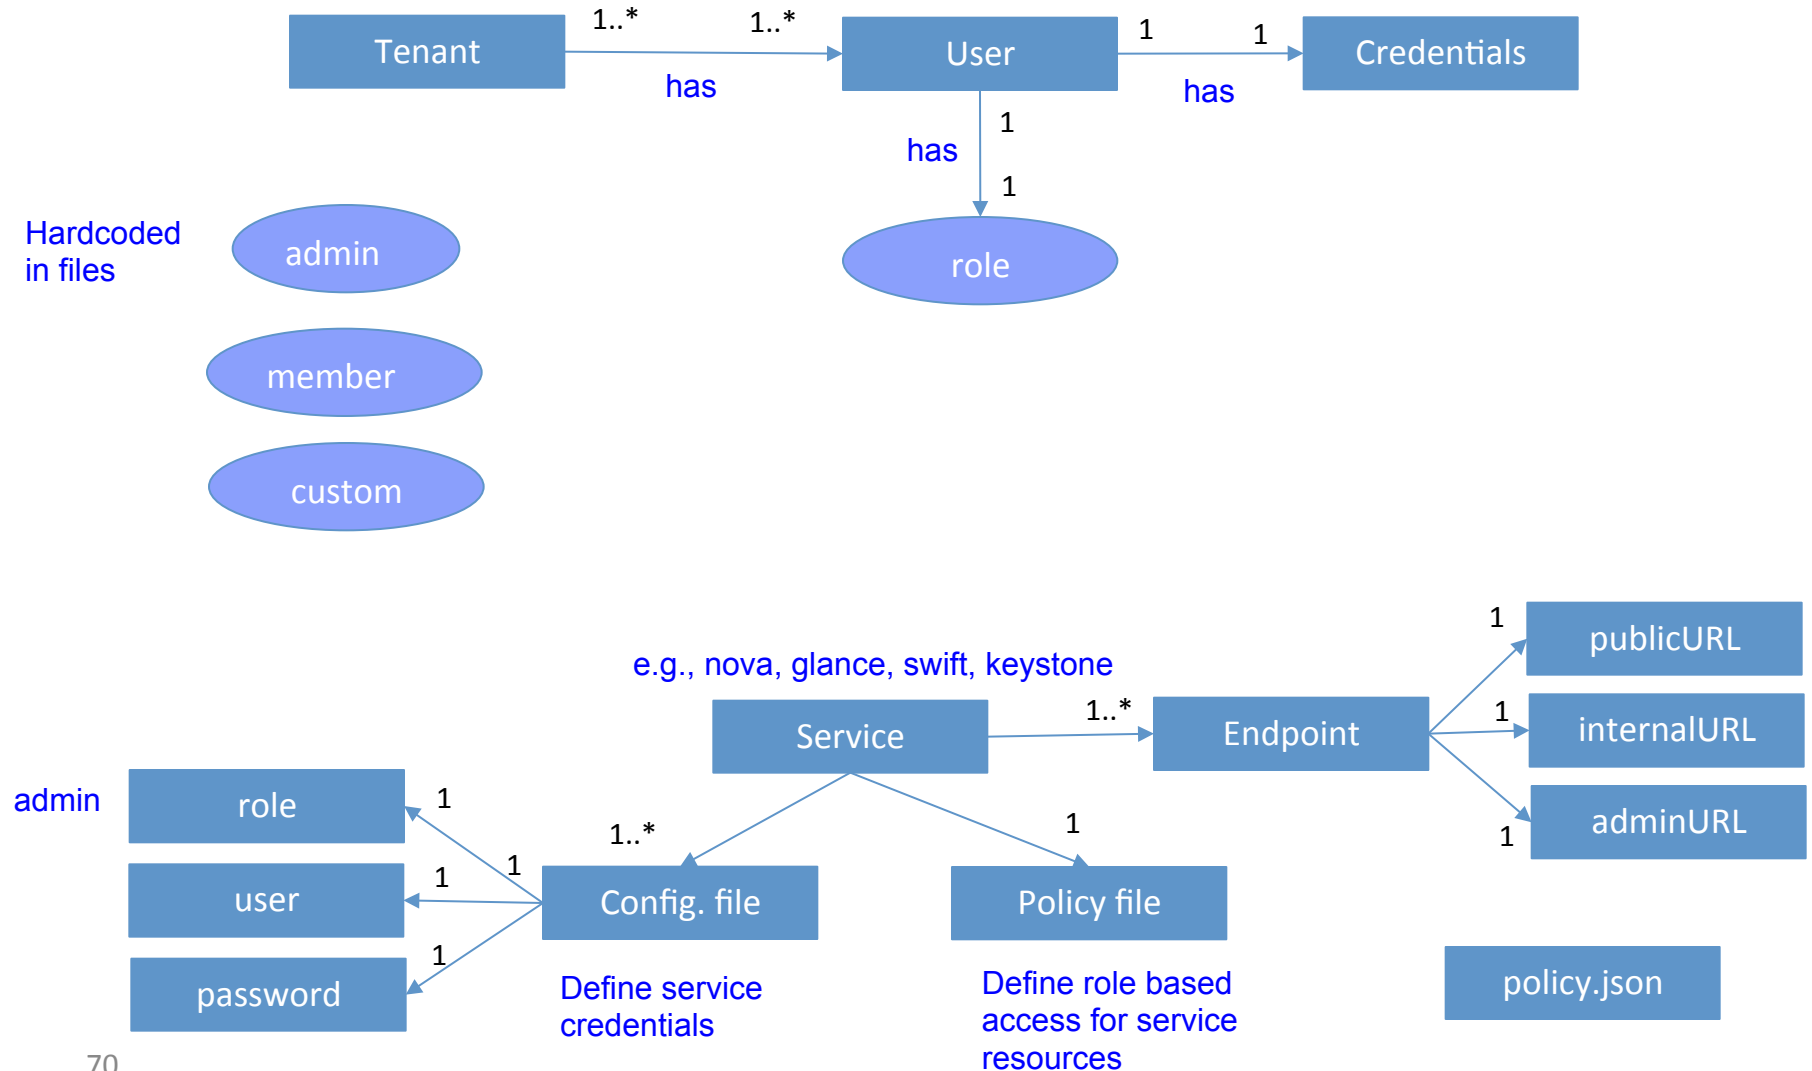 Tenant
1..*
1..*
has
User
1
1
has
Credentials
1
has
1
role
Hardcoded
in files
admin
member
custom
e.g., nova, glance, swift, keystone
Service
1..*
Endpoint
1
publicURL
1
internalURL
1
adminURL
admin
role
1
user
1
password
1
1
1..*
Config. file
Define service
credentials
1
Policy file
Define role based
access for service
resources
policy.json
70